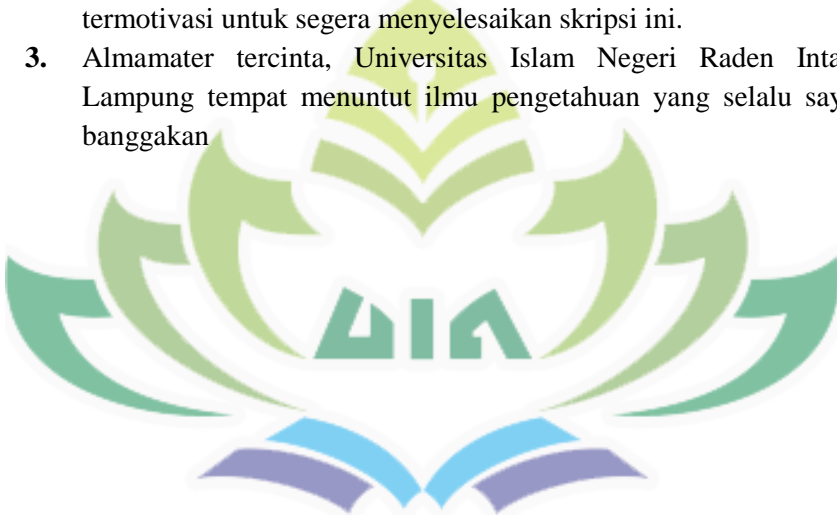 termotivasi untuk segera menyelesaikan skripsi ini.
3. Almamater tercinta, Universitas Islam Negeri Raden Inta
Lampung tempat menuntut ilmu pengetahuan yang selalu say
banggakan
UIN